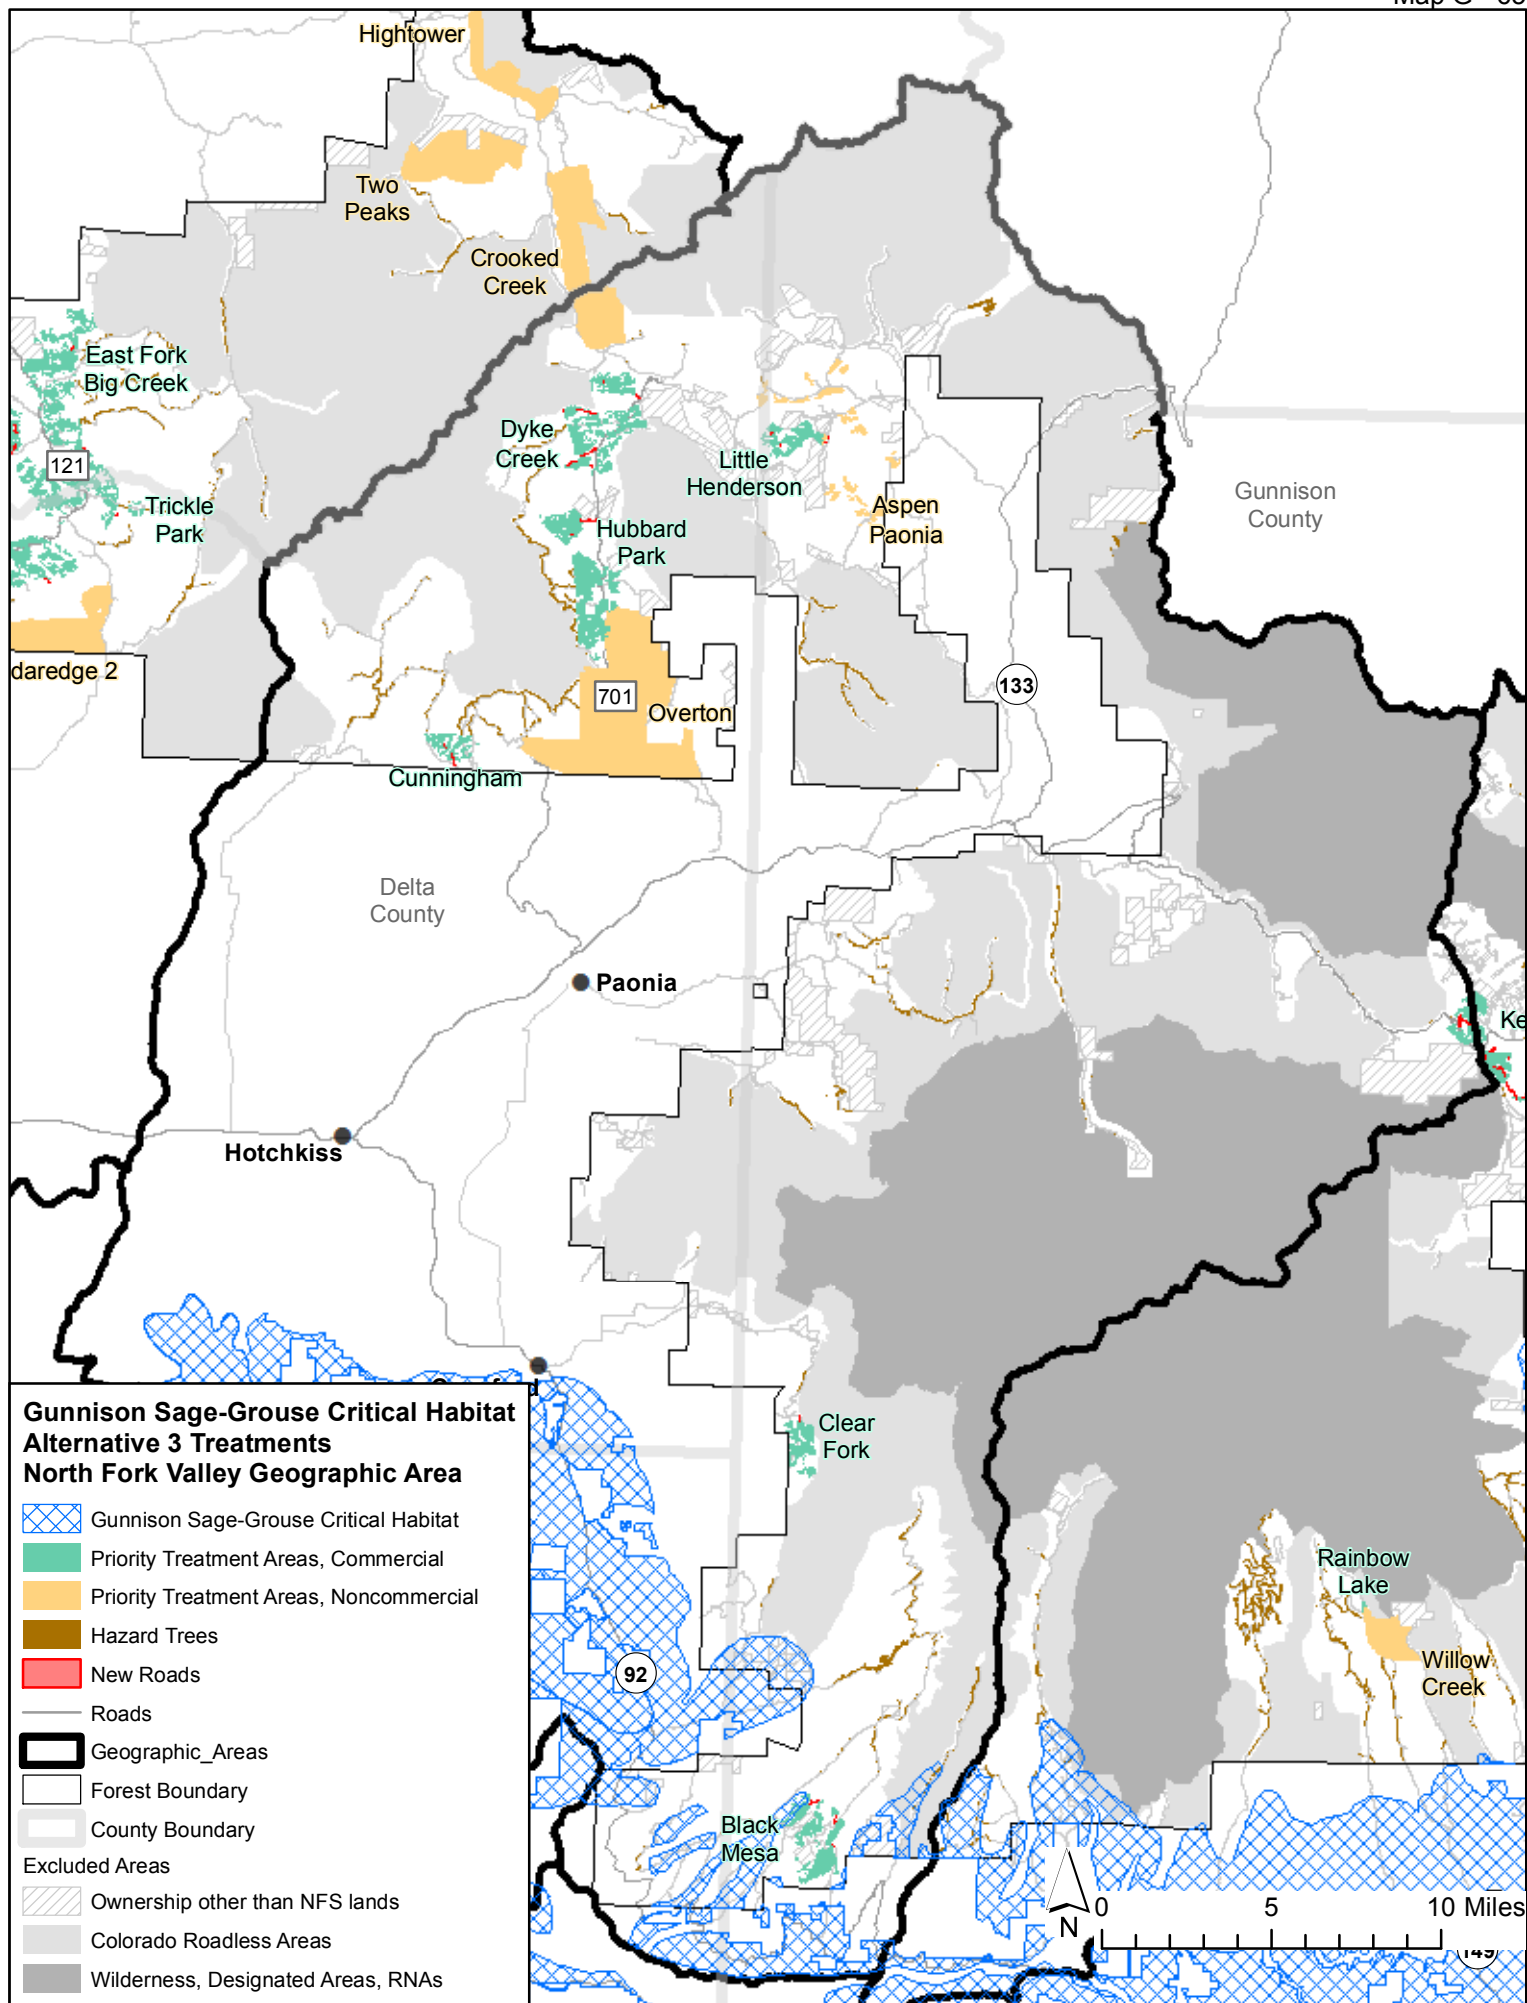 Hightower
Two
Peaks
Crooked
Creek
East Fork
Big Creek
121
Trickle
Park
Dyke
Creek
Little
Henderson
Hubbard
Park
Aspen
Paonia
Gunnison
County
daredge 2
701
Overton
133
Cunningham
Delta
County
Paonia
Ke
Hotchkiss
Clear
Fork
Rainbow
Lake
Willow
Creek
92
Black
Mesa
Gunnison Sage-Grouse Critical Habitat
Alternative 3 Treatments
North Fork Valley Geographic Area
Gunnison Sage-Grouse Critical Habitat
Priority Treatment Areas, Commercial
Priority Treatment Areas, Noncommercial
Hazard Trees
New Roads
Roads
Geographic_Areas
Forest Boundary
County Boundary
Excluded Areas
Ownership other than NFS lands
Colorado Roadless Areas
Wilderness, Designated Areas, RNAs
N
0 5 10 Miles
149